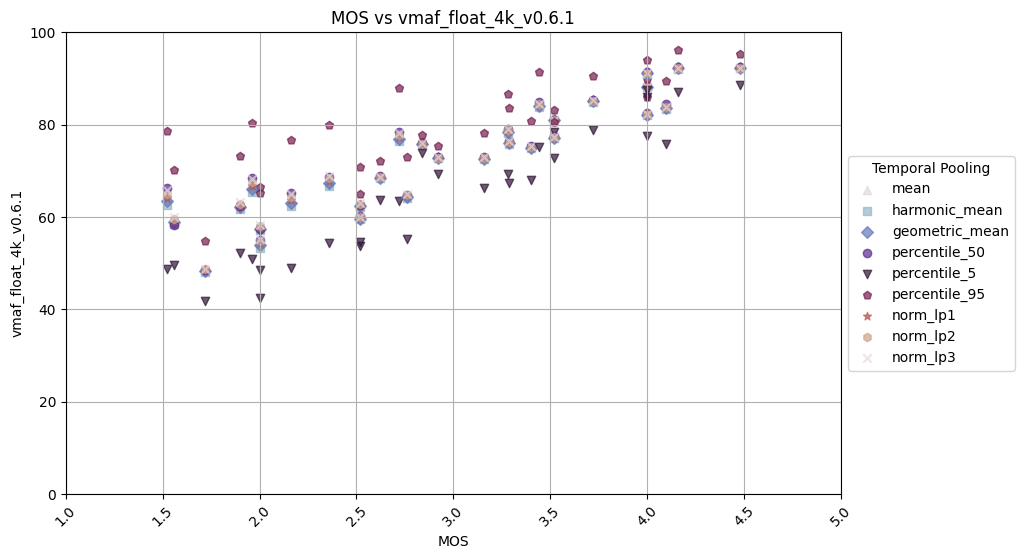 MOS vs vmaf_float_4k_v0.6.1
100
80
60
40
20
0
vmaf_float_4k_v0.6.1
1.0
1.5
2.0
2.5
3.0
3.5
4.0
4.5
5.0
MOS
Temporal Pooling
mean
harmonic_mean
geometric_mean
percentile_50
percentile_5
percentile_95
norm_lp1
norm_lp2
norm_lp3